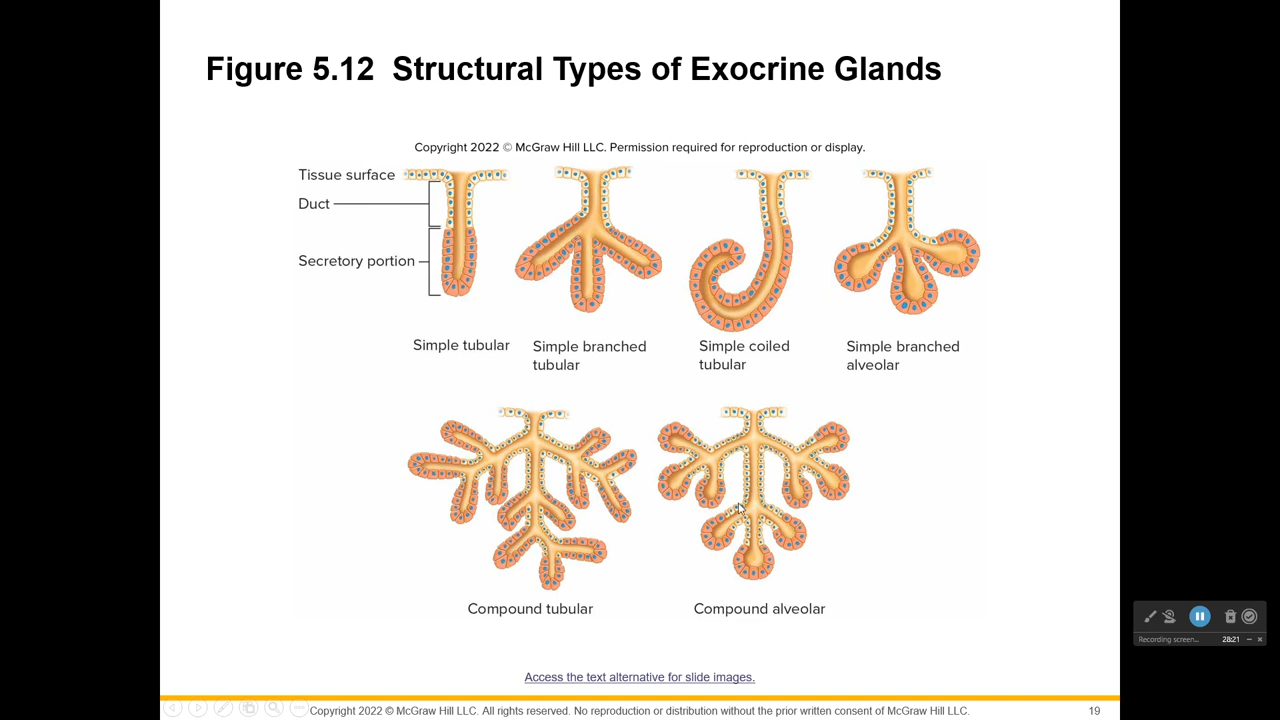 Figure 5.12 Structural Types of Exocrine Glands
Copyright 2022 © McGraw Hill LLC. Permission required for reproduction or display.
Tissue surface
Duct
Secretory portion
Simple tubular
Simple branched
tubular
Simple coiled
tubular
Simple branched
alveolar
Compound tubular
Compound alveolar
Recording screen...
28:21
Access the text alternative for slide images.
Copyright 2022 © McGraw Hill LLC. All rights reserved. No reproduction or distribution without the prior written consent of McGraw Hill LLC.
19